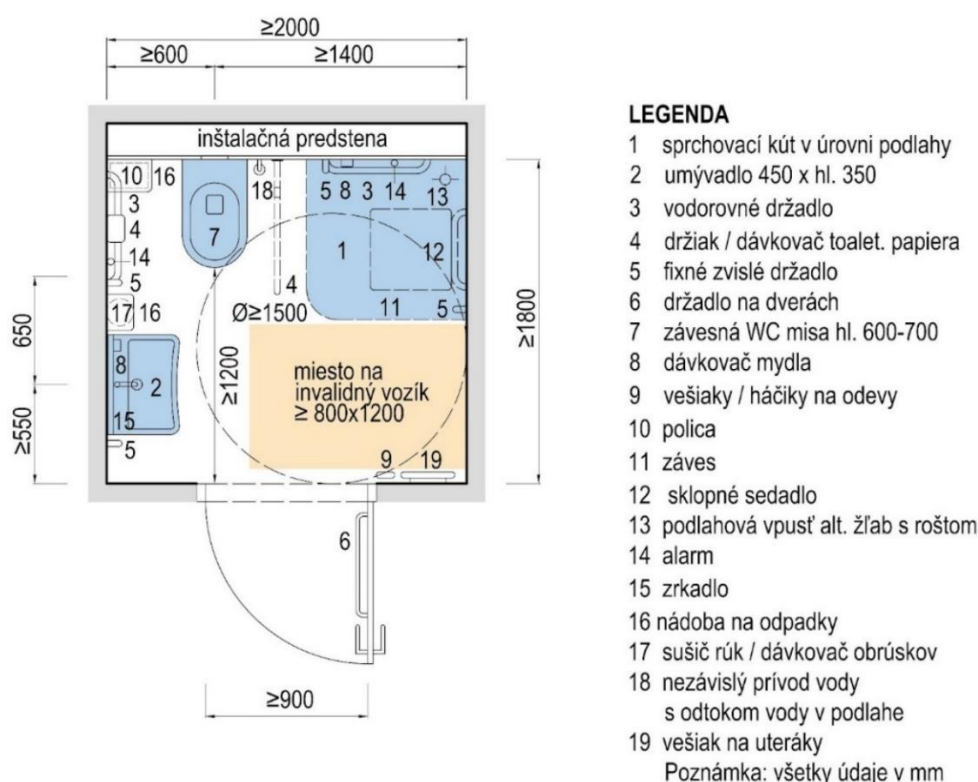 ≥2000
≥600 ≥1400
inštalačná predstena
10 16 18 5 8 3 14 13
3
4 7 1 12
14
5 4 11 5
17 16 Ø≥1500
650 ≥1200 ≥1800
8
2 miesto na
invalidný vozík
≥ 800x1200
≥550 15
5 9 19
6
≥900
LEGENDA
1 sprchovací kút v úrovni podlahy
2 umývadlo 450 x hl. 350
3 vodorovné držadlo
4 držiak / dávkovač toalet. papiera
5 fixné zvislé držadlo
6 držadlo na dverách
7 závesná WC misa hl. 600-700
8 dávkovač mydla
9 vešiaky / háčiky na odevy
10 polica
11 záves
12 sklopné sedadlo
13 podlahová vpusť alt. žľab s roštom
14 alarm
15 zrkadlo
16 nádoba na odpadky
17 sušič rúk / dávkovač obrúskov
18 nezávislý prívod vody
s odtokom vody v podlahe
19 vešiak na uteráky
Poznámka: všetky údaje v mm